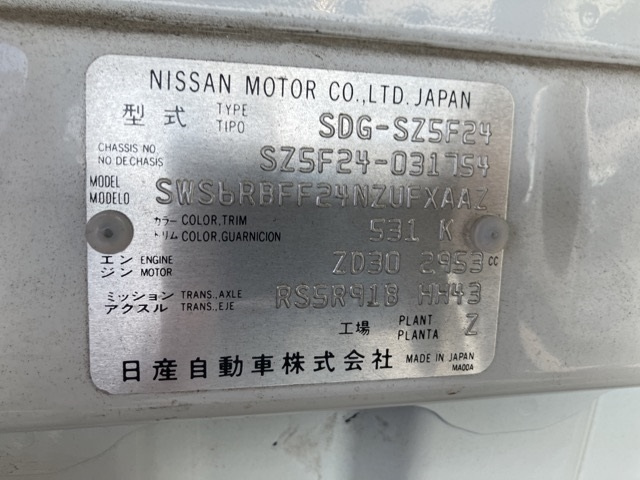 NISSAN MOTOR CO.,LTD. JAPAN
型式 TYPE TIPO SDG-SZ5F24
CHASSIS NO. NO DE CHASIS SZ5F24-031754
MODEL MODELO SWS6RBFF24NZUFXAAZ
カラー COLOR,TRIM
トリム COLOR,GUARNICION 531 K
エンジン ENGINE MOTOR ZD30 2953 cc
ミッション TRANS.,AXLE
アクスル TRANS.,EJE RS5R91B HH43
工場 PLANT PLANTA Z
日産自動車株式会社 MADE IN JAPAN
MA00A